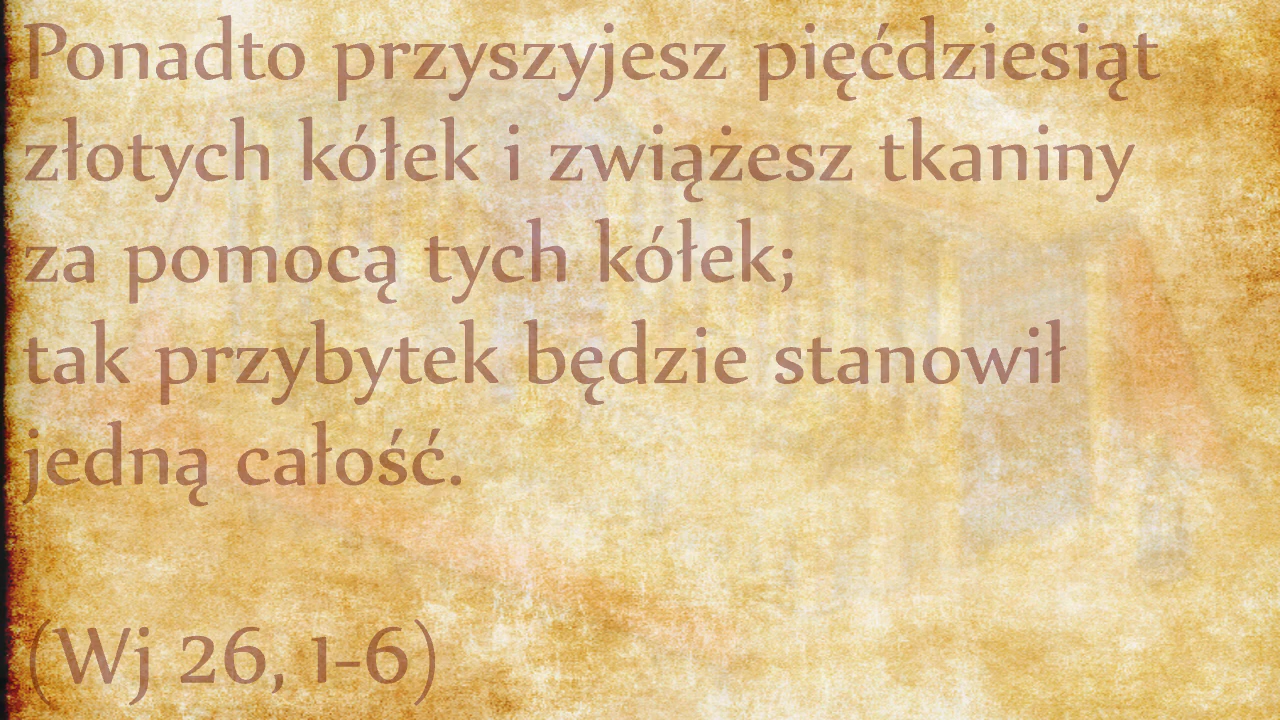 Ponadto przyszyjesz pięćdziesiąt
złotych kółek i zwiążesz tkaniny
za pomocą tych kółek;
tak przybytek będzie stanowił
jedną całość.
(Wj 26, 1-6)